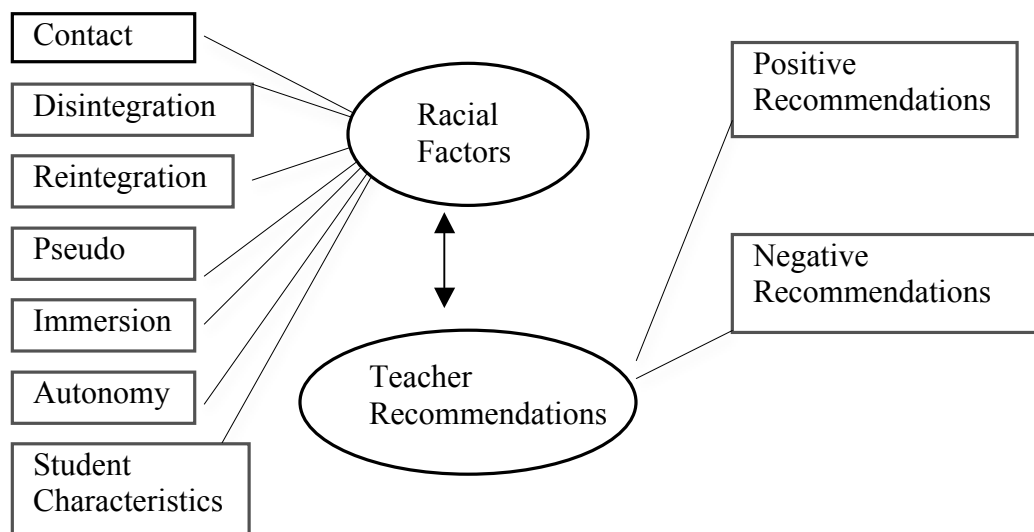 Contact
Disintegration
Reintegration
Pseudo
Immersion
Autonomy
Student
Characteristics
Racial
Factors
Teacher
Recommendations
Positive
Recommendations
Negative
Recommendations